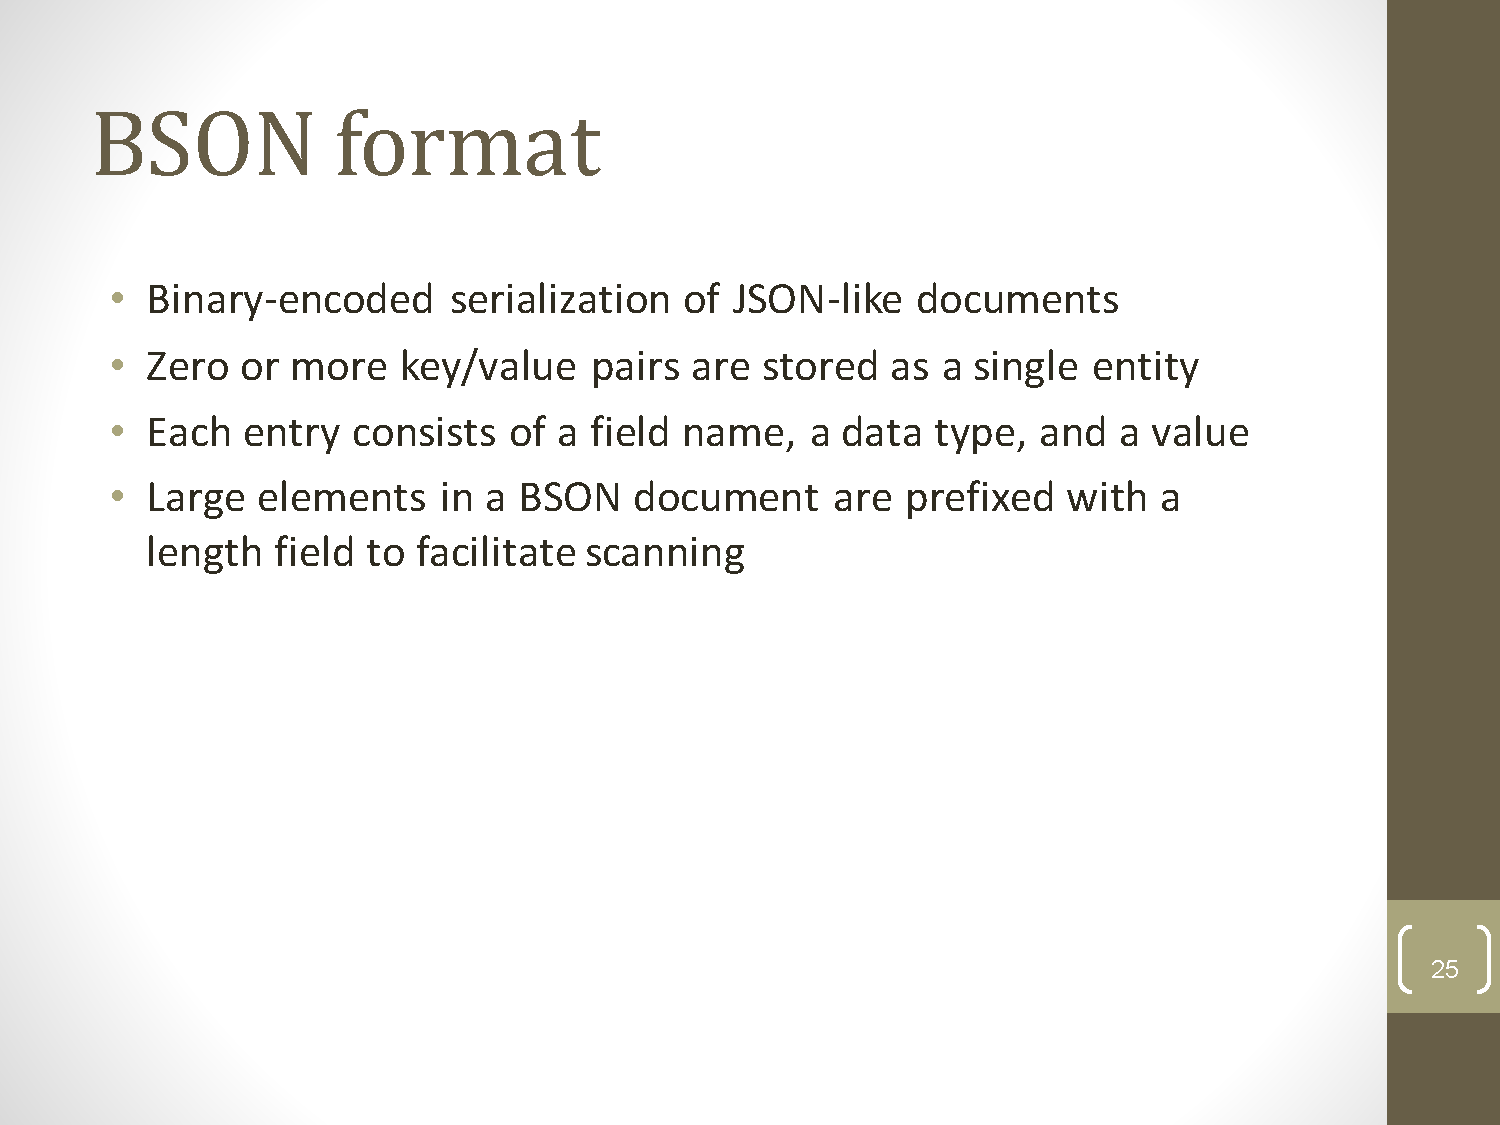 BSON format
• Binary-encoded serialization of JSON-like documents
• Zero or more key/value pairs are stored as a single entity
• Each entry consists of a field name, a data type, and a value
• Large elements in a BSON document are prefixed with a
length field to facilitate scanning
25